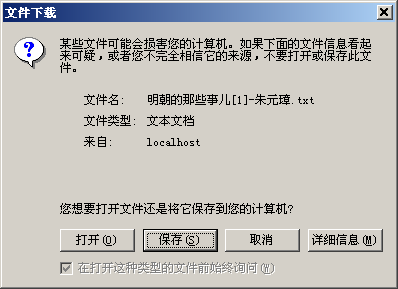 文件下载
某些文件可能会损害您的计算机。如果下面的文件信息看起
来可疑，或者您不完全相信它的来源，不要打开或保存此文
件。
文件名: 明朝的那些事儿[1]-朱元璋.txt
文件类型: 文本文档
来自: localhost
您想要打开文件还是将它保存到您的计算机?
打开(O) 保存(S) 取消 详细信息(M)
在打开这种类型的文件前始终询问(W)